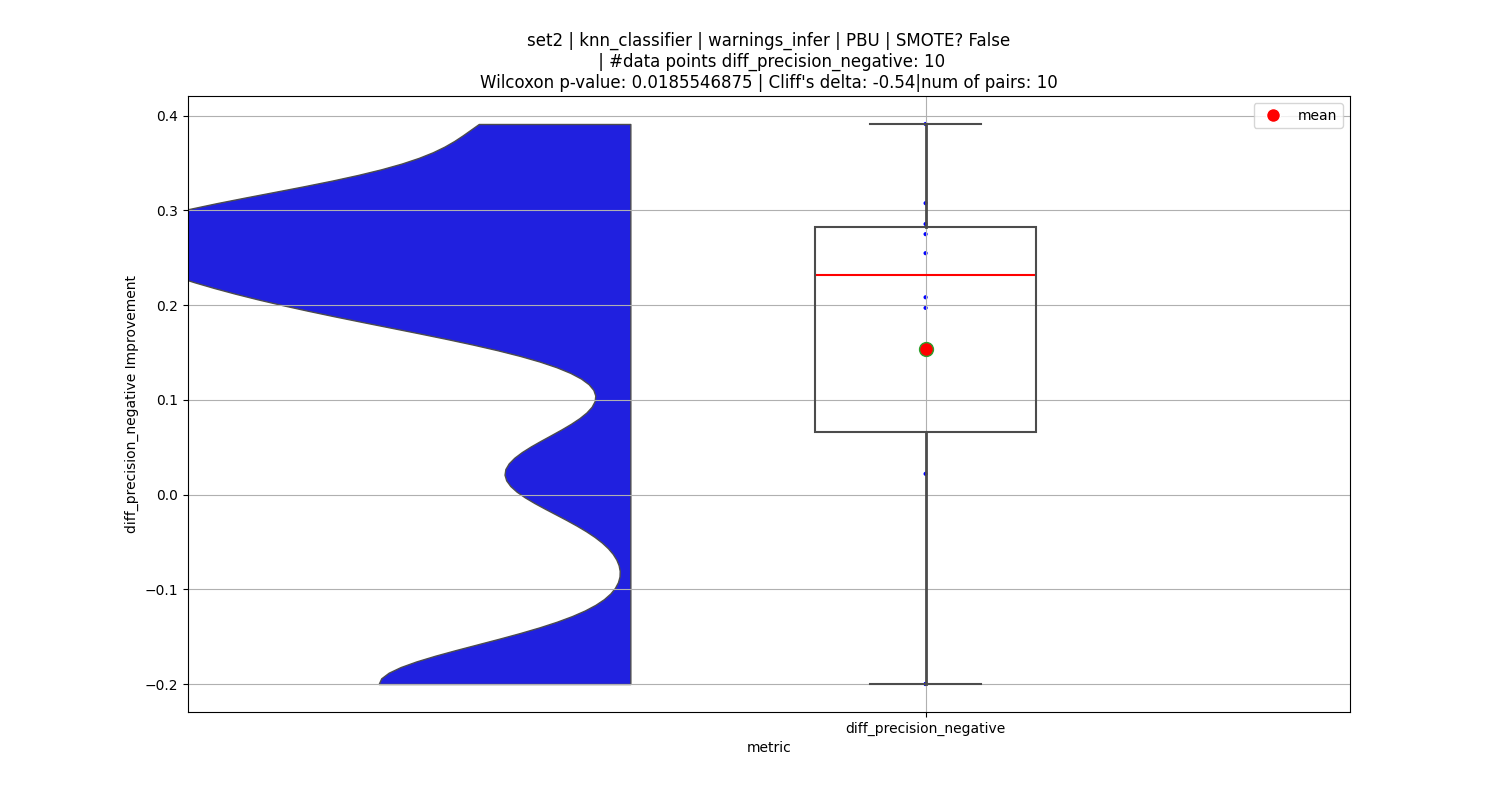 set2 | knn_classifier | warnings_infer | PBU | SMOTE? False
| #data points diff_precision_negative: 10
Wilcoxon p-value: 0.0185546875 | Cliff's delta: -0.54|num of pairs: 10
mean
0.4
0.3
0.2
0.1
0.0
−0.1
−0.2
diff_precision_negative Improvement
diff_precision_negative
metric